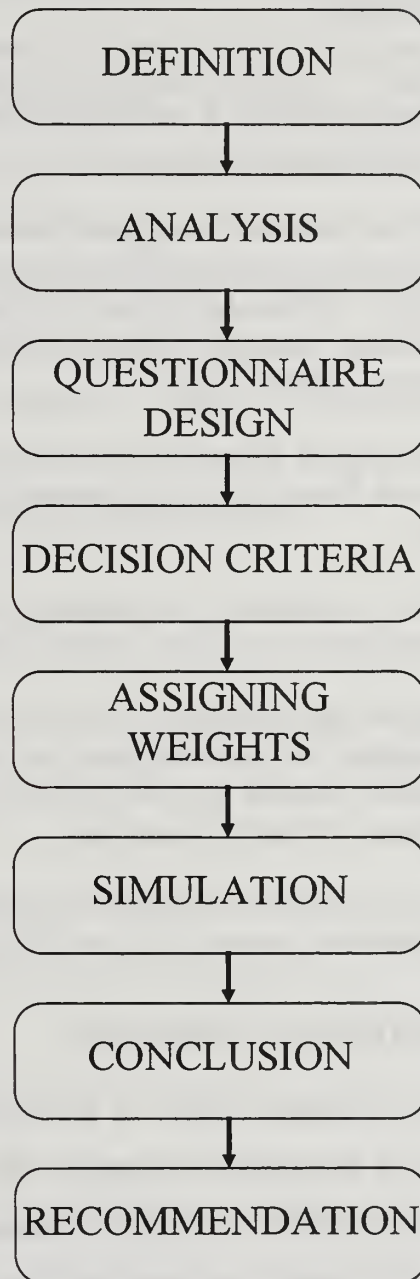 DEFINITION
ANALYSIS
QUESTIONNAIRE
DESIGN
DECISION CRITERIA
ASSIGNING
WEIGHTS
SIMULATION
CONCLUSION
RECOMMENDATION